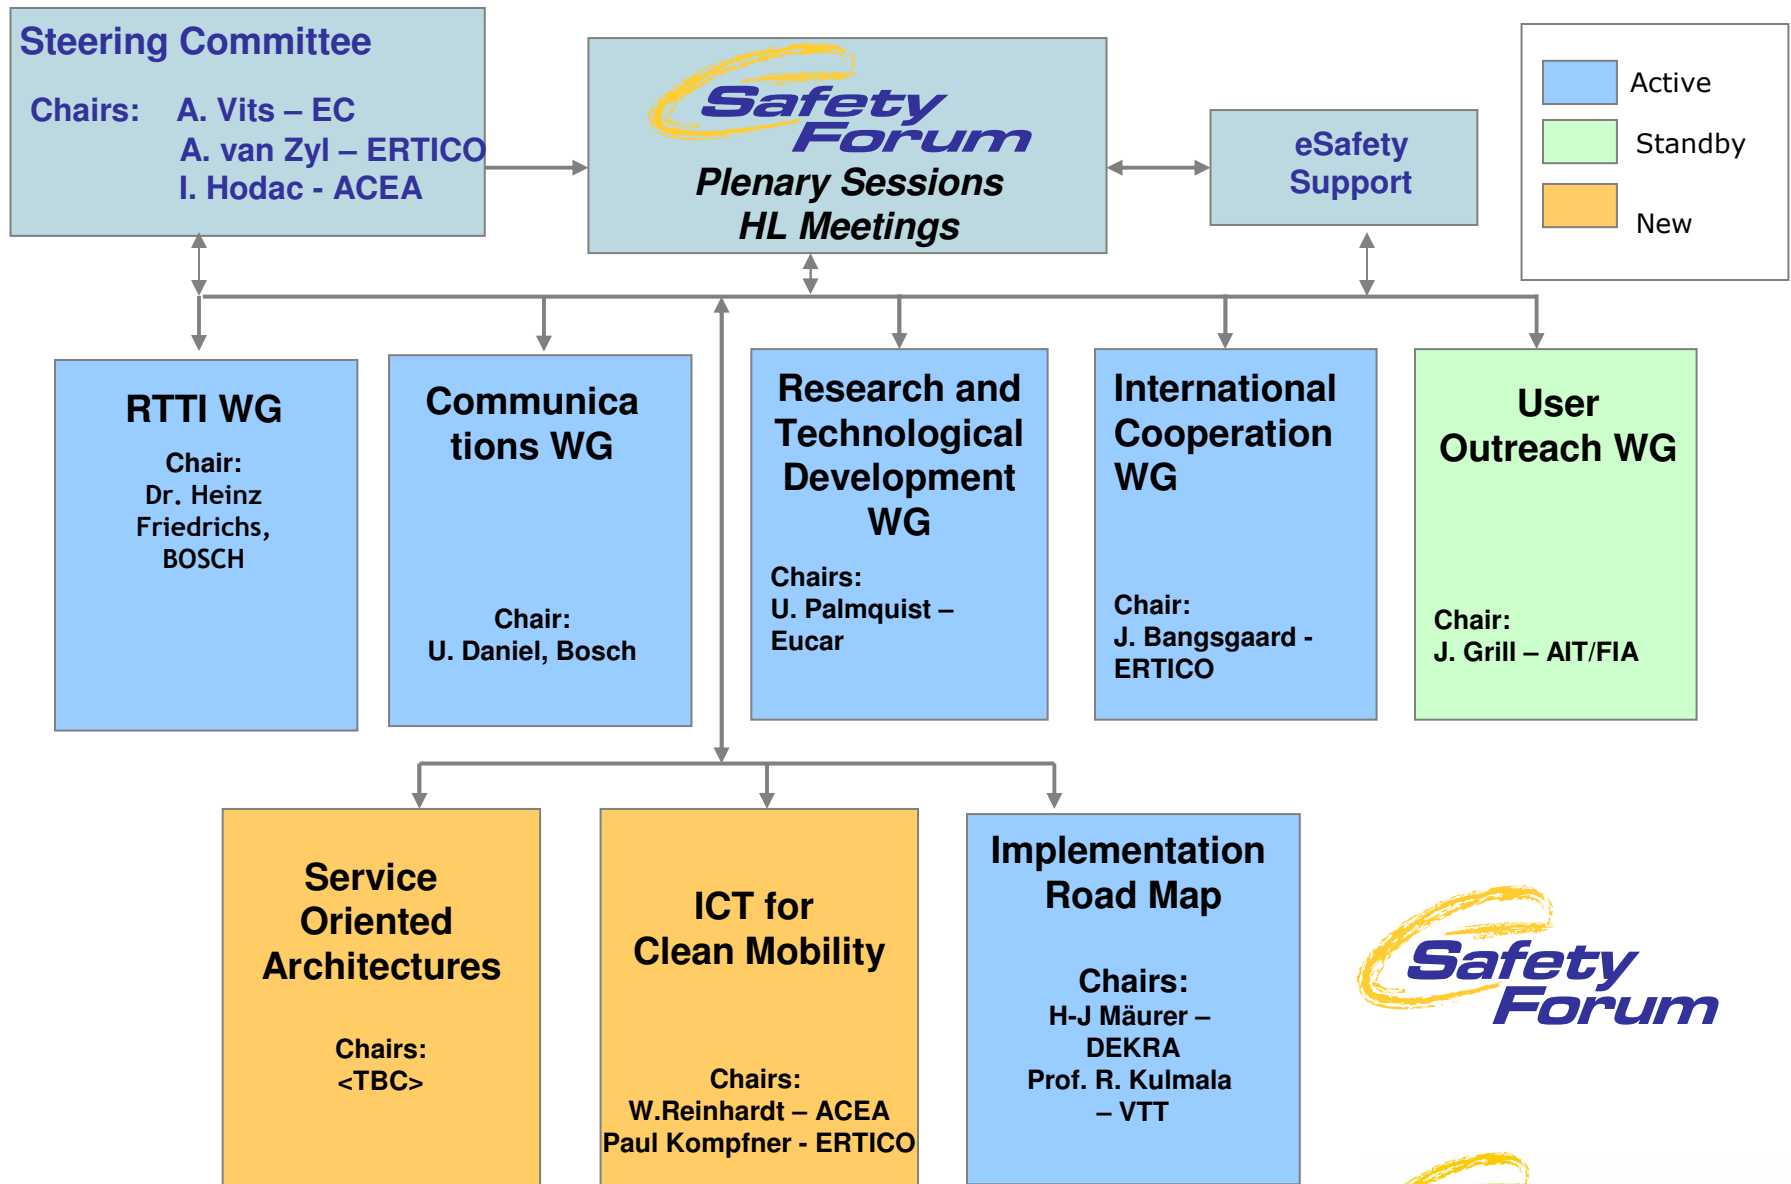 Steering Committee
Chairs: A. Vits – EC
A. van Zyl – ERTICO
I. Hodac - ACEA
Safety
Forum
Plenary Sessions
HL Meetings
eSafety
Support
Active
Standby
New
RTTI WG
Chair:
Dr. Heinz
Friedrichs,
BOSCH
Communica
tions WG
Chair:
U. Daniel, Bosch
Research and
Technological
Development
WG
Chairs:
U. Palmquist –
Eucar
International
Cooperation
WG
Chair:
J. Bangsgaard -
ERTICO
User
Outreach WG
Chair:
J. Grill – AIT/FIA
Service
Oriented
Architectures
Chairs:
<TBC>
ICT for
Clean Mobility
Chairs:
W.Reinhardt – ACEA
Paul Kompfner - ERTICO
Implementation
Road Map
Chairs:
H-J Mäurer –
DEKRA
Prof. R. Kulmala
– VTT
Safety
Forum